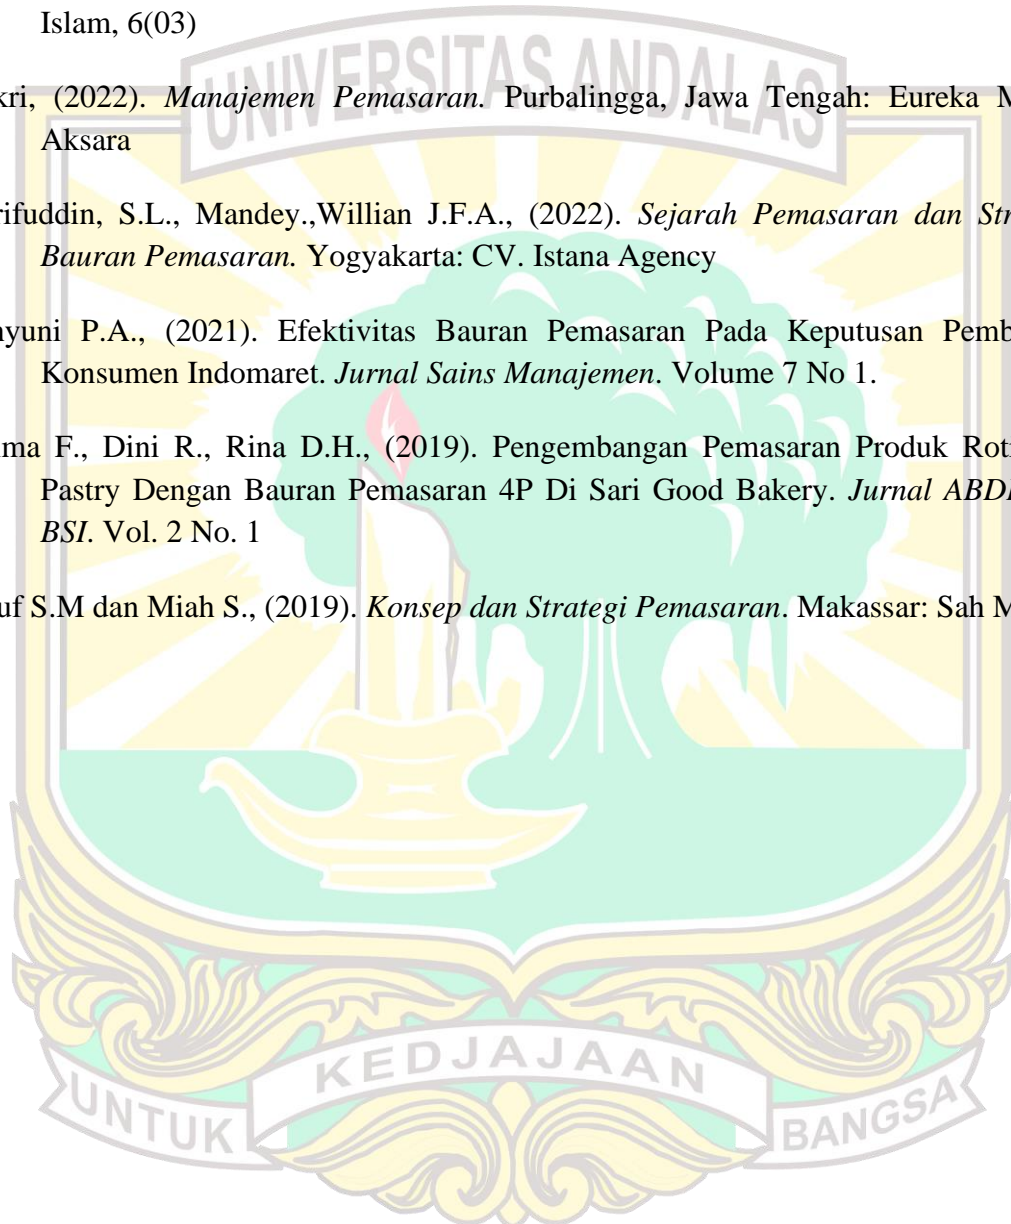 Islam, 6(03)
UNIVERSITAS ANDALAS
kri, (2022). Manajemen Pemasaran. Purbalingga, Jawa Tengah: Eureka M
Aksara
rifuddin, S.L., Mandey.,Willian J.F.A., (2022). Sejarah Pemasaran dan Str
Bauran Pemasaran. Yogyakarta: CV. Istana Agency
yuni P.A., (2021). Efektivitas Bauran Pemasaran Pada Keputusan Pemb
Konsumen Indomaret. Jurnal Sains Manajemen. Volume 7 No 1.
ma F., Dini R., Rina D.H., (2019). Pengembangan Pemasaran Produk Roti
Pastry Dengan Bauran Pemasaran 4P Di Sari Good Bakery. Jurnal ABDI
BSI. Vol. 2 No. 1
uf S.M dan Miah S., (2019). Konsep dan Strategi Pemasaran. Makassar: Sah M
UNTUK KEDJAJAAN BANGSA